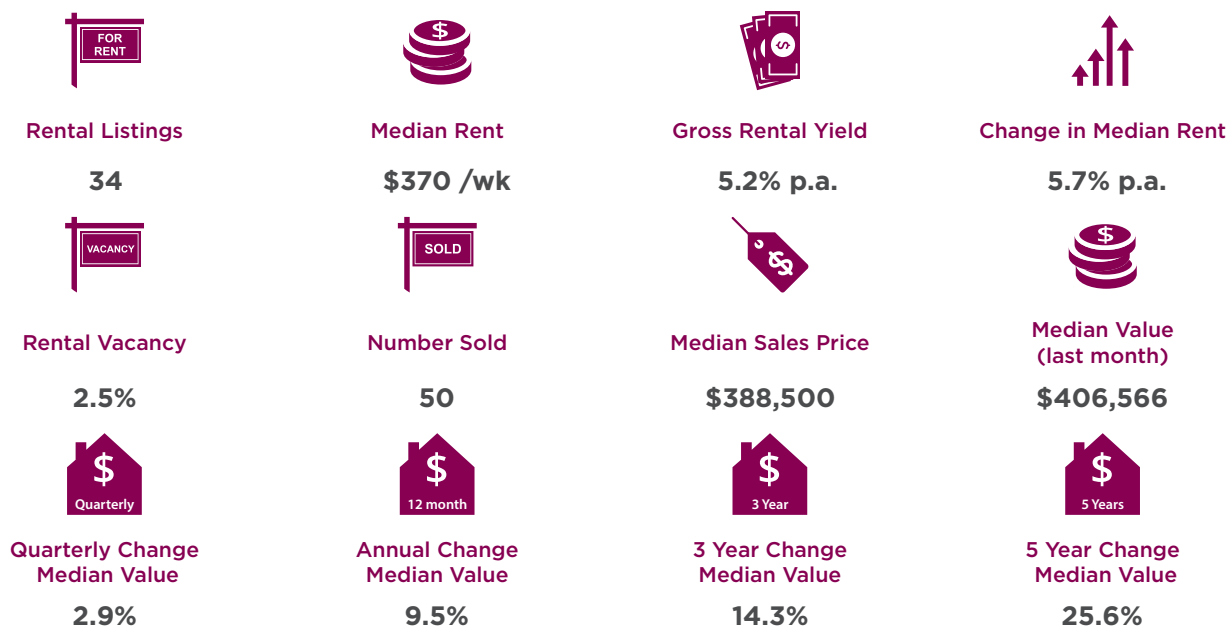 FOR
RENT
$
$
Rental Listings
Median Rent
Gross Rental Yield
Change in Median Rent
34
$370 /wk
5.2% p.a.
5.7% p.a.
VACANCY
SOLD
$
$
Rental Vacancy
Number Sold
Median Sales Price
Median Value
(last month)
2.5%
50
$388,500
$406,566
$
Quarterly
$
12 month
$
3 Year
$
5 Years
Quarterly Change
Median Value
Annual Change
Median Value
3 Year Change
Median Value
5 Year Change
Median Value
2.9%
9.5%
14.3%
25.6%